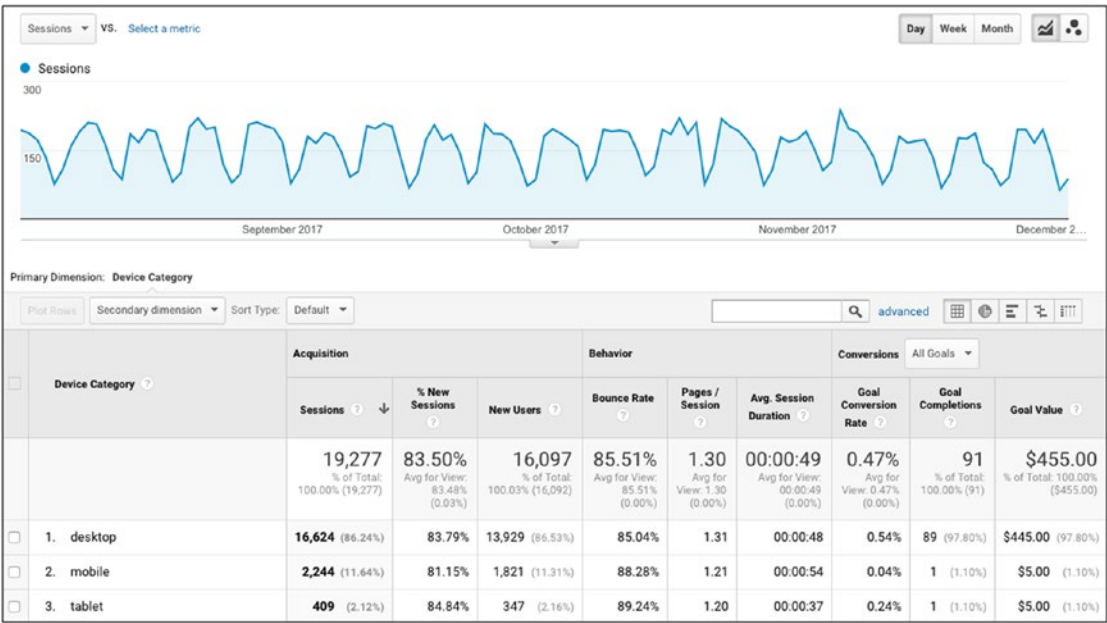 Sessions VS. Select a metric Day Week Month
Sessions
300
150
September 2017 October 2017 November 2017 December 2...
Primary Dimension: Device Category
Plot Rows Secondary dimension Sort Type: Default advanced
Acquisition Behavior Conversions All Goals
Device Category ? Sessions ? % New Sessions ? New Users ? Bounce Rate ? Pages / Session ? Avg. Session Duration ? Goal Conversion Rate ? Goal Completions ? Goal Value ?
19,277 83.50% 16,097 85.51% 1.30 00:00:49 0.47% 91 $455.00
% of Total: 100.00% (19,277) Avg for View: 83.48% (0.03%) % of Total: 100.03% (16,092) Avg for View: 85.51% (0.00%) Avg for View: 1.30 (0.00%) Avg for View: 00:00:49 (0.00%) Avg for View: 0.47% (0.00%) % of Total: 100.00% (91) % of Total: 100.00% ($455.00)
1. desktop 16,624 (86.24%) 83.79% 13,929 (86.53%) 85.04% 1.31 00:00:48 0.54% 89 (97.80%) $445.00 (97.80%)
2. mobile 2,244 (11.64%) 81.15% 1,821 (11.31%) 88.28% 1.21 00:00:54 0.04% 1 (1.10%) $5.00 (1.10%)
3. tablet 409 (2.12%) 84.84% 347 (2.16%) 89.24% 1.20 00:00:37 0.24% 1 (1.10%) $5.00 (1.10%)